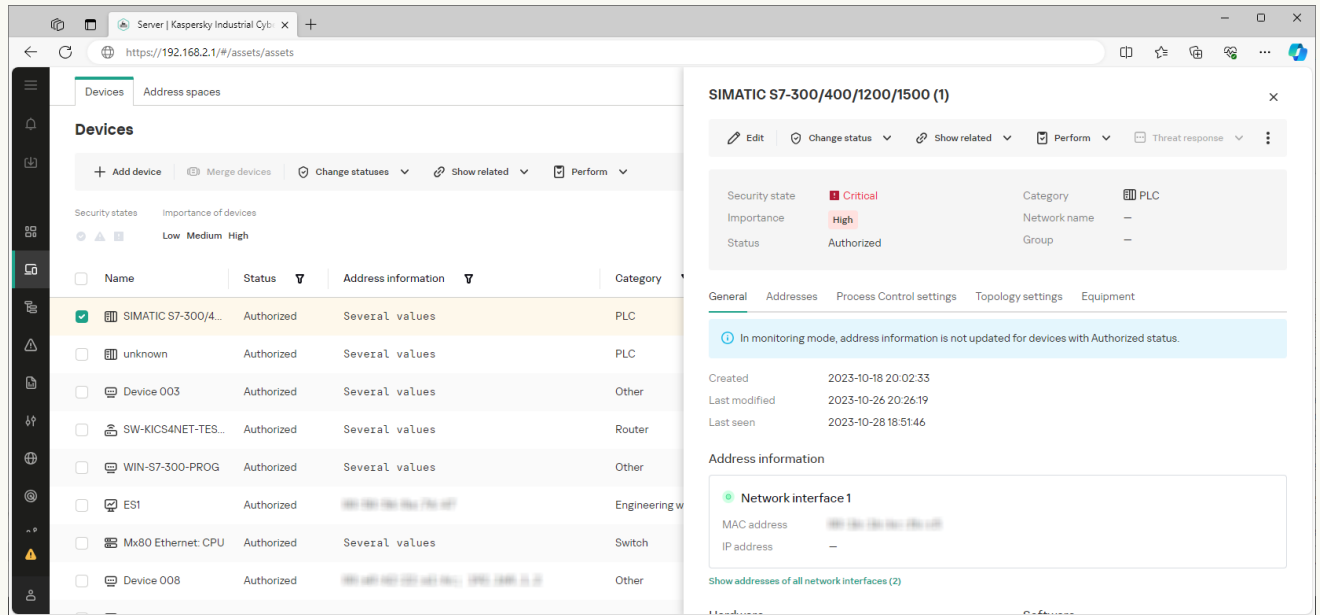 Server | Kaspersky Industrial Cyb
https://192.168.2.1/#/assets/assets
Devices Address spaces
Devices
Add device Merge devices Change statuses Show related Perform
Security states Importance of devices
Low Medium High
Name Status Address information Category
SIMATIC S7-300/4... Authorized Several values PLC
unknown Authorized Several values PLC
Device 003 Authorized Several values Other
SW-KICS4NET-TES... Authorized Several values Router
WIN-S7-300-PROG Authorized Several values Other
ES1 Authorized Engineering w
Mx80 Ethernet: CPU Authorized Several values Switch
Device 008 Authorized Other
SIMATIC S7-300/400/1200/1500 (1)
Edit Change status Show related Perform Threat response
Security state Critical Category PLC
Importance High Network name –
Status Authorized Group –
General Addresses Process Control settings Topology settings Equipment
In monitoring mode, address information is not updated for devices with Authorized status.
Created 2023-10-18 20:02:33
Last modified 2023-10-26 20:26:19
Last seen 2023-10-28 18:51:46
Address information
Network interface 1
MAC address
IP address –
Show addresses of all network interfaces (2)
Hardware Software